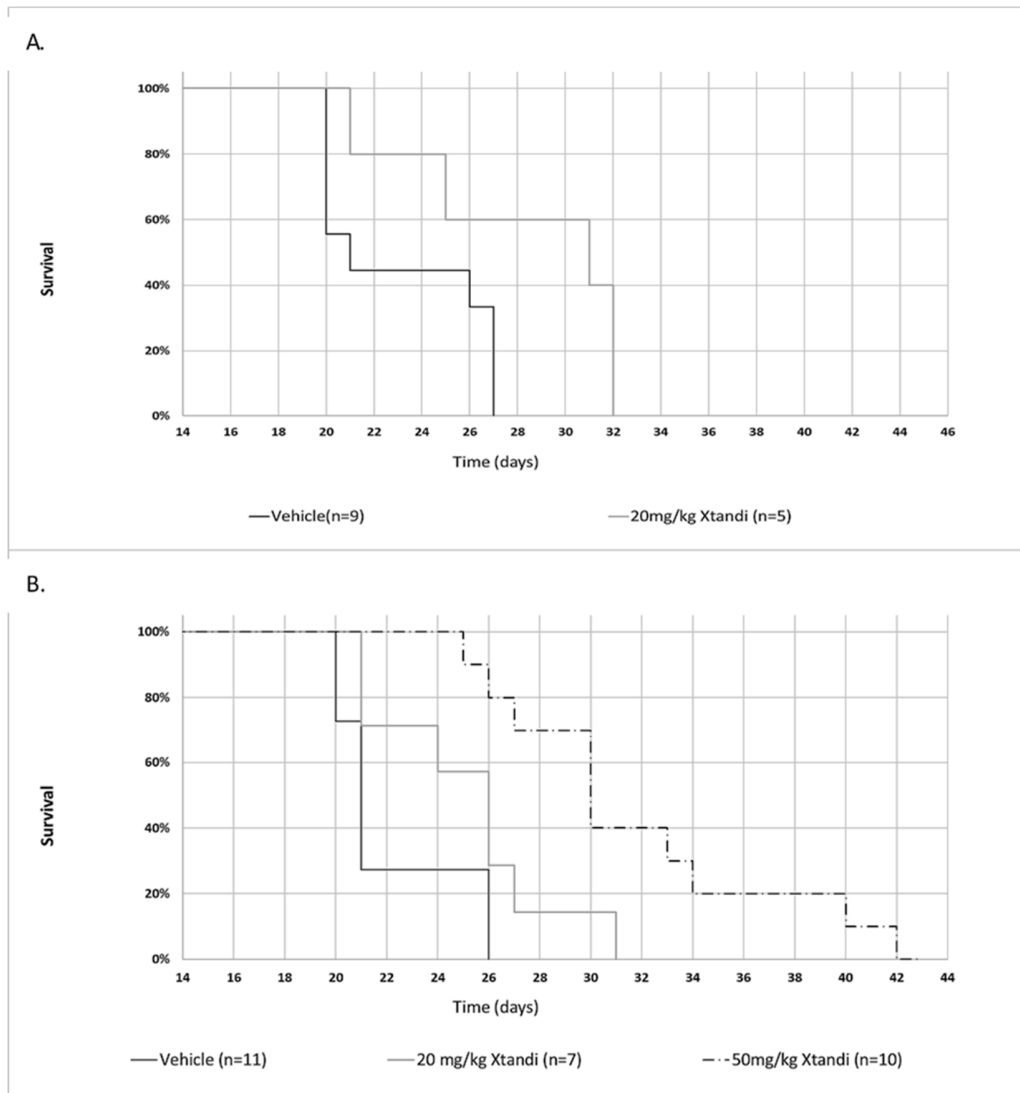 A.
100%
80%
60%
40%
20%
0%
Survival
14 16 18 20 22 24 26 28 30 32 34 36 38 40 42 44 46
Time (days)
Vehicle(n=9) 20mg/kg Xtandi (n=5)
B.
100%
80%
60%
40%
20%
0%
Survival
14 16 18 20 22 24 26 28 30 32 34 36 38 40 42 44
Time (days)
Vehicle (n=11) 20 mg/kg Xtandi (n=7) 50mg/kg Xtandi (n=10)